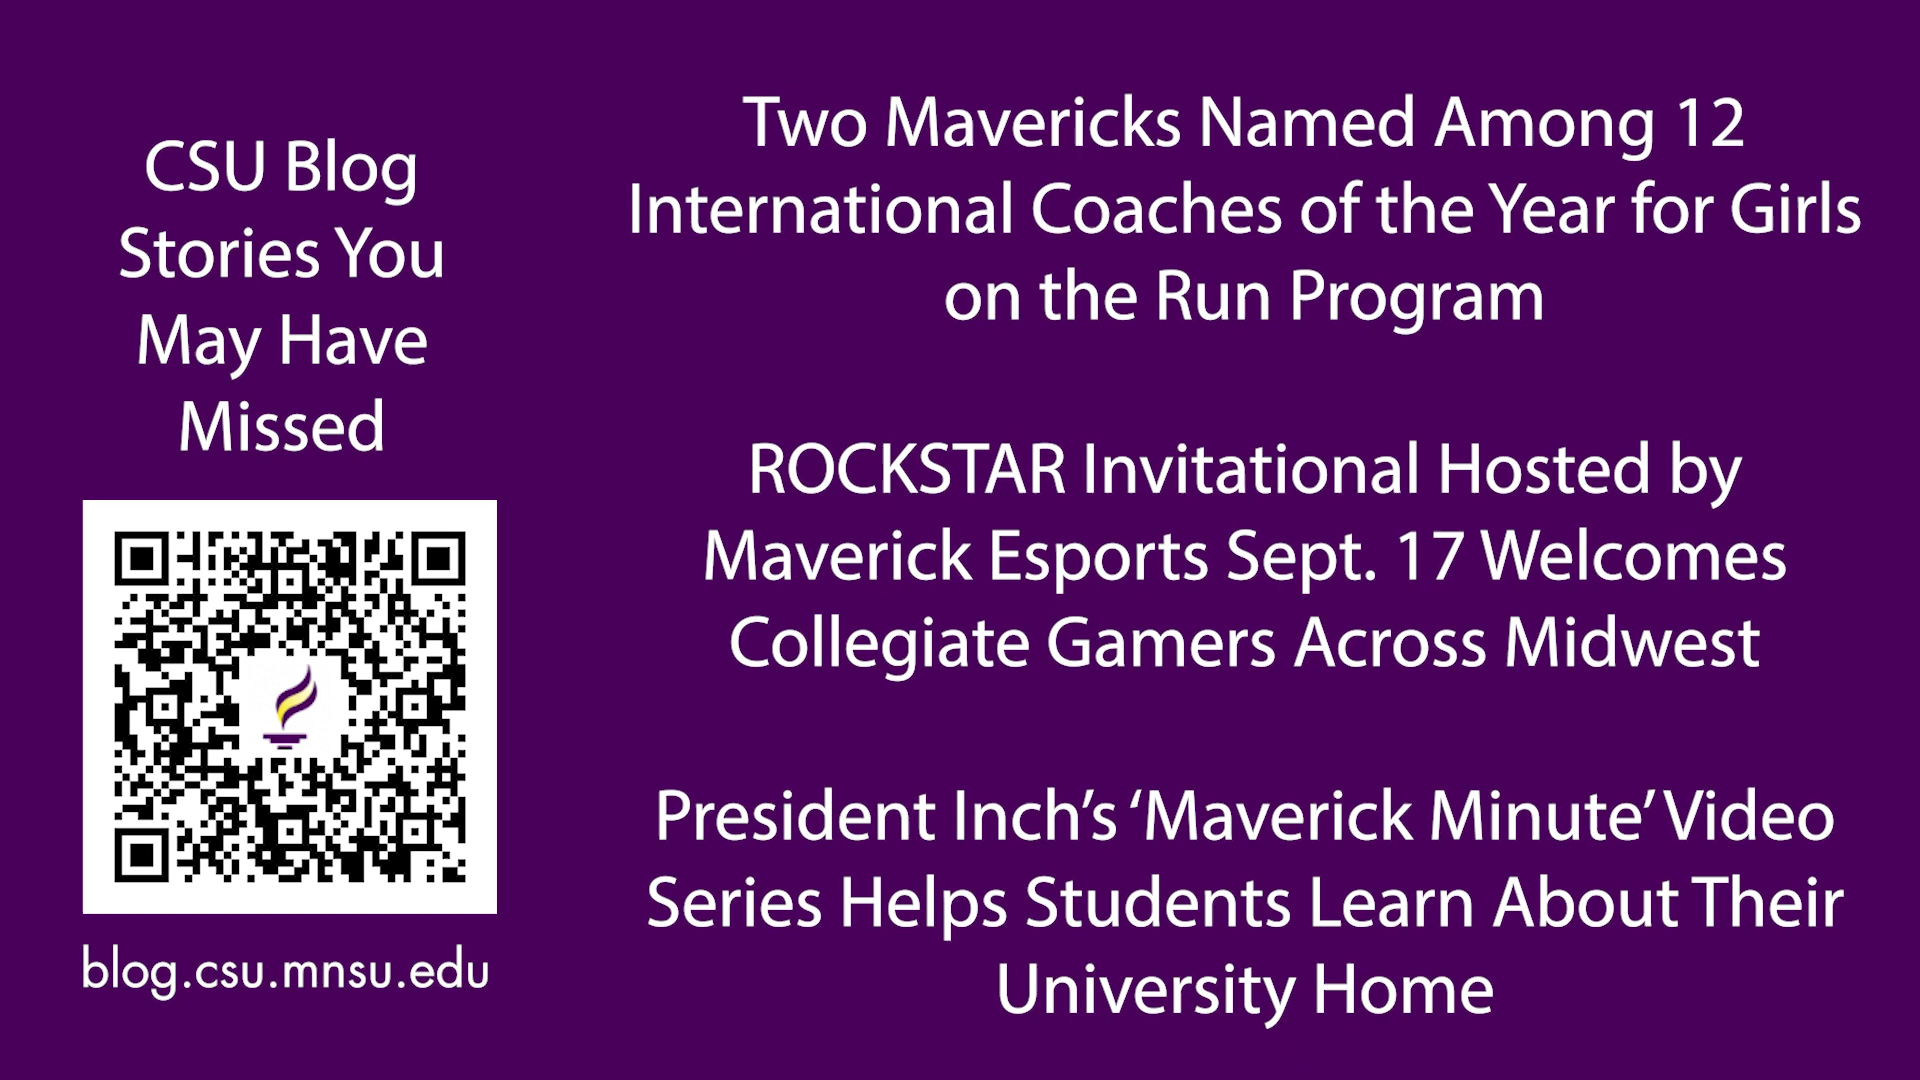 CSU Blog
Stories You
May Have
Missed
blog.csu.mnsu.edu
Two Mavericks Named Among 12
International Coaches of the Year for Girls
on the Run Program
ROCKSTAR Invitational Hosted by
Maverick Esports Sept. 17 Welcomes
Collegiate Gamers Across Midwest
President Inch’s ‘Maverick Minute’ Video
Series Helps Students Learn About Their
University Home